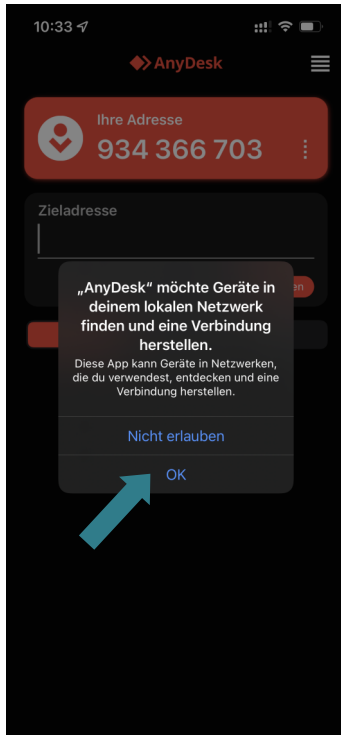 10:33
AnyDesk
Ihre Adresse
934 366 703
Zieladresse
„AnyDesk“ möchte Geräte in
deinem lokalen Netzwerk
finden und eine Verbindung
herstellen.
Diese App kann Geräte in Netzwerken,
die du verwendest, entdecken und eine
Verbindung herstellen.
Nicht erlauben
OK